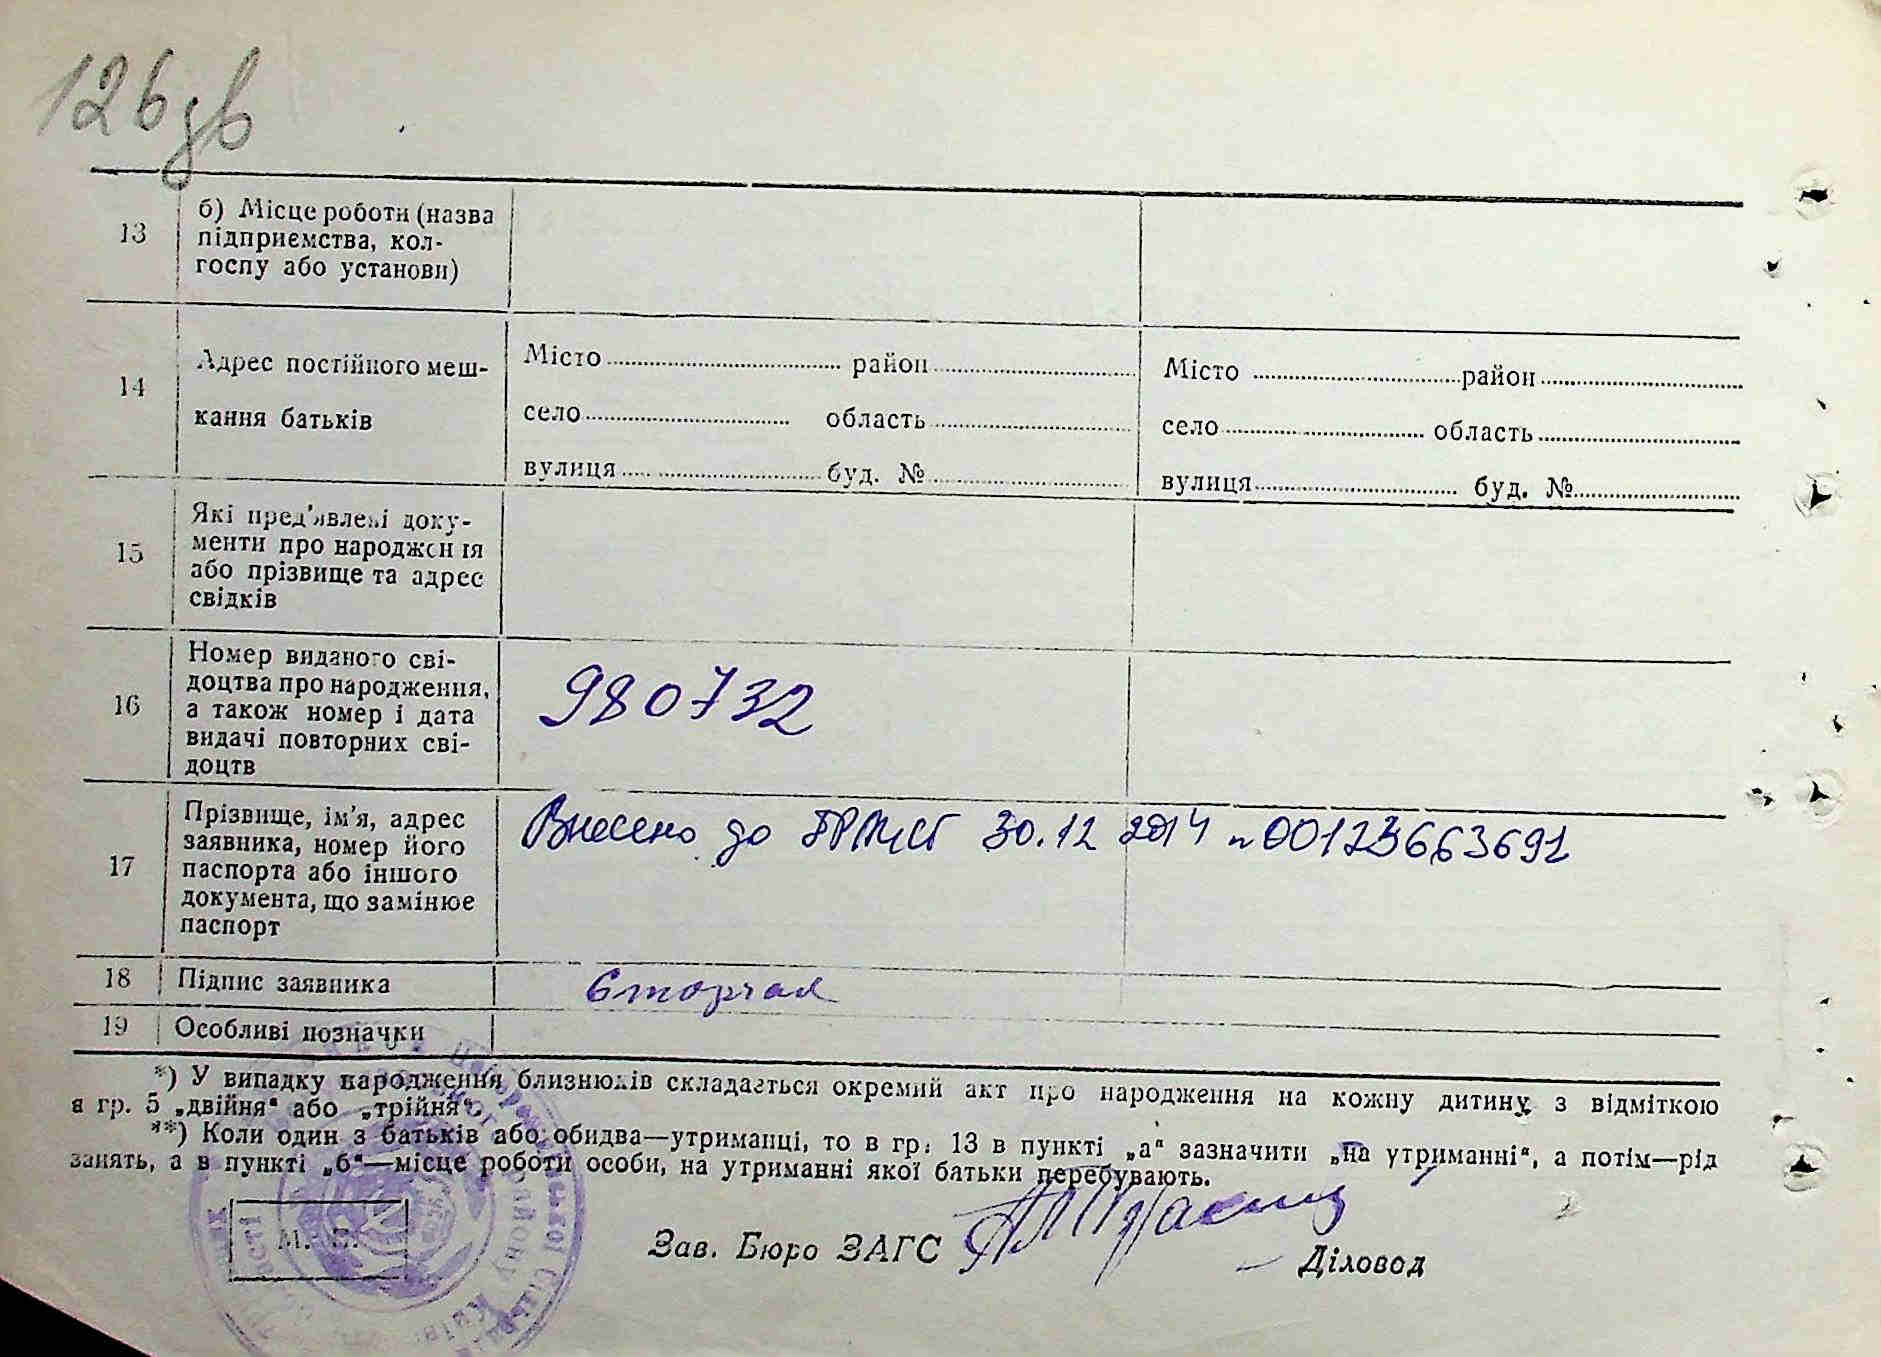 126 зв
13
б) Місце роботи (назва
підприємства, кол-
госпу або установи)
14
Адрес постійного меш-
кання батьків
Місто ........ район ........
село ........ область ........
вулиця ........ буд. № ........
Місто ........ район ........
село ........ область ........
вулиця ........ буд. № ........
15
Які пред'явлені доку-
менти про народження
або прізвище та адрес
свідків
16
Номер виданого сві-
доцтва про народження,
а також номер і дата
видачі повторних сві-
доцтв
980732
17
Прізвище, ім'я, адрес
заявника, номер його
паспорта або іншого
документа, що замінює
паспорт
Внесено до 30.12 2014 00123663691
18 Підпис заявника
19 Особливі позначки
*) У випадку народження близнюків складається окремий акт про народження на кожну дитину з відміткою
в гр. 5 „двійня“ або „трійня“.
**) Коли один з батьків або обидва—утриманці, то в гр. 13 в пункті „а“ зазначити „на утриманні“, а потім—рід
занять, а в пункті „б“—місце роботи особи, на утриманні якої батьки перебувають.
Зав. Бюро ЗАГС
Діловод